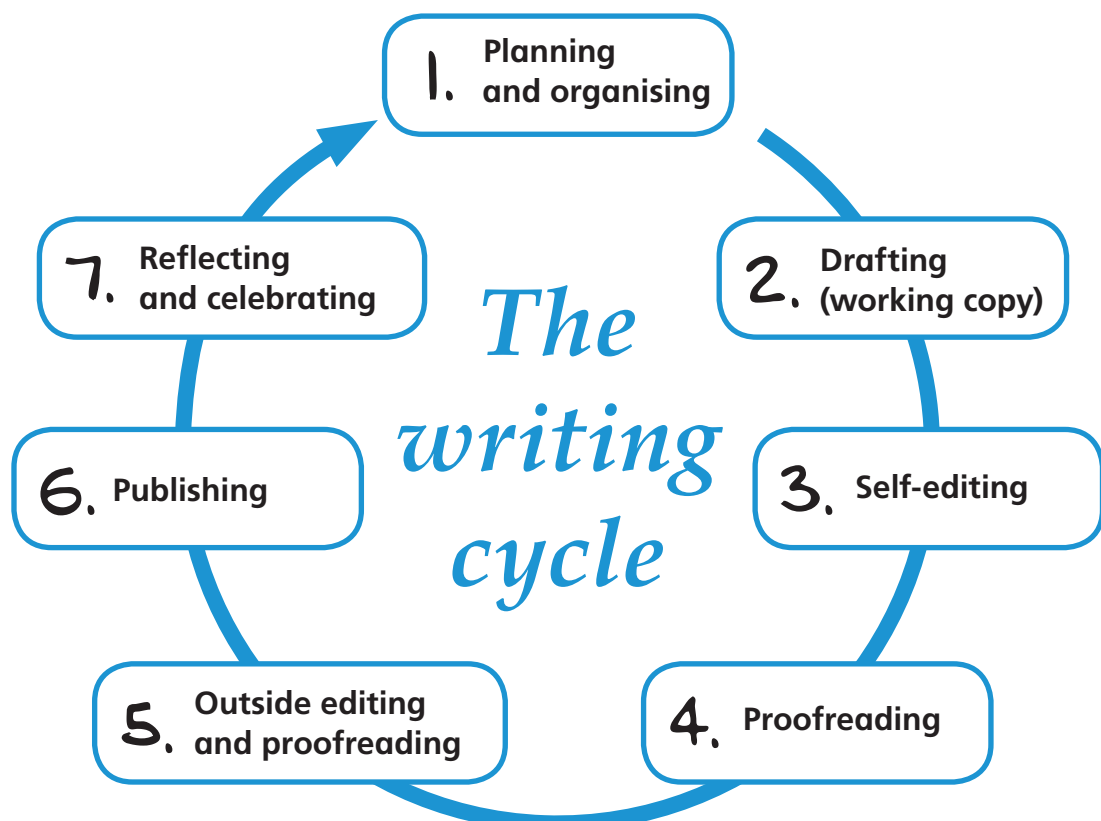 1. Planning
and organising
2. Drafting
(working copy)
3. Self-editing
4. Proofreading
5. Outside editing
and proofreading
6. Publishing
7. Reflecting
and celebrating
The
writing
cycle